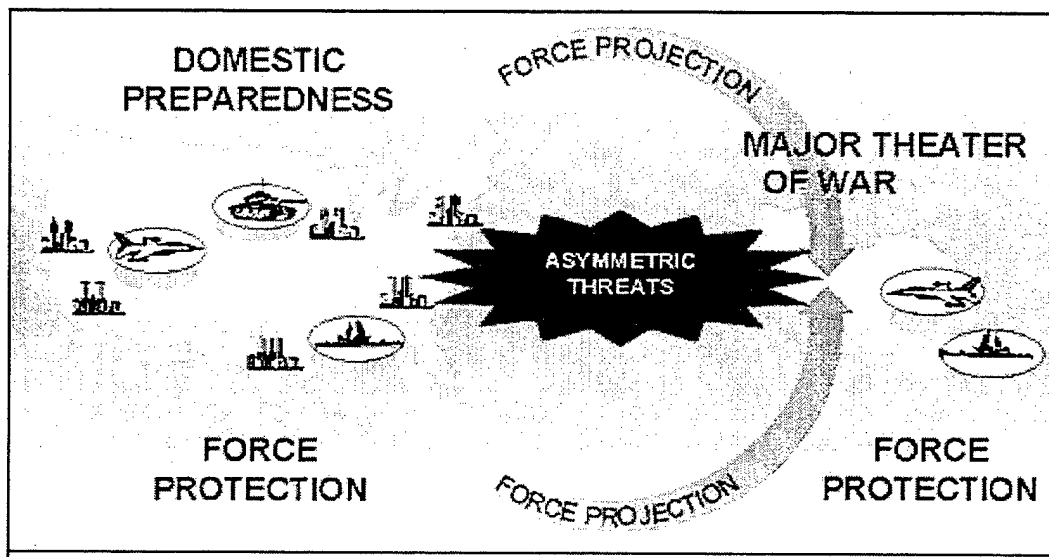 DOMESTIC
PREPAREDNESS
FORCE PROJECTION
MAJOR THEATER
OF WAR
ASYMMETRIC
THREATS
FORCE
PROTECTION
FORCE PROJECTION
FORCE
PROTECTION